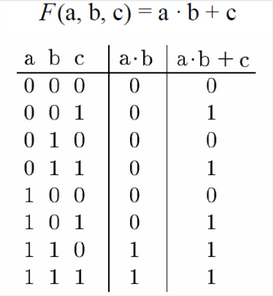 F(a, b, c) = a · b + c
a b c a·b a·b + c
0 0 0 0 0
0 0 1 0 1
0 1 0 0 0
0 1 1 0 1
1 0 0 0 0
1 0 1 0 1
1 1 0 1 1
1 1 1 1 1